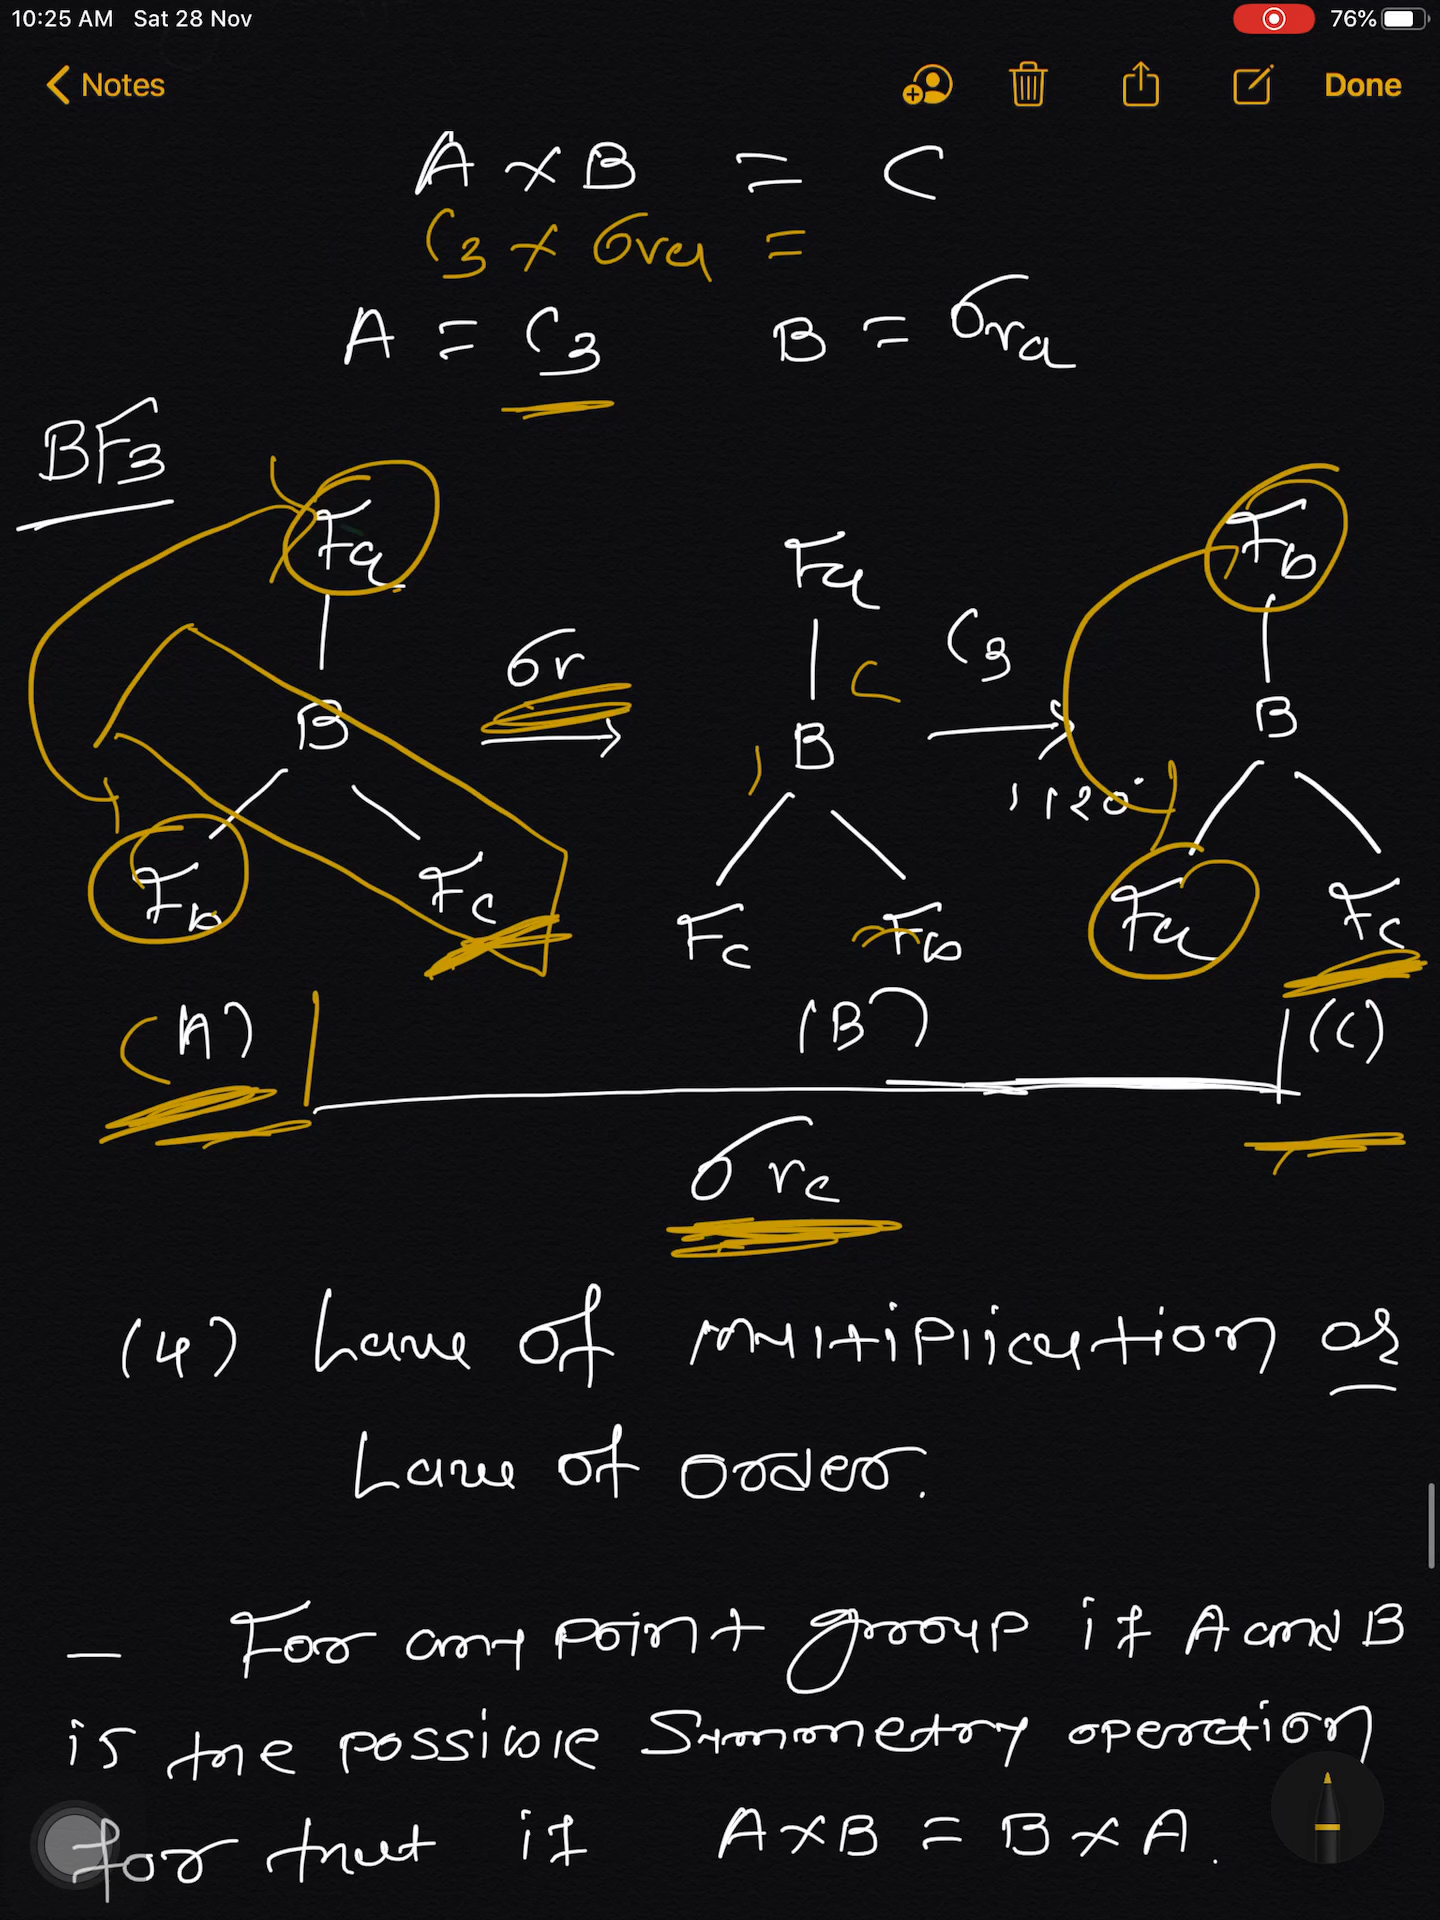 10:25 AM Sat 28 Nov 76%
Notes Done
A × B = C
C3 × σva =
A = C3 B = σva
BF3
Fa Fa Fb
σv C C3
B B B
120°
Fb Fc Fc Fb Fa Fc
(A) (B) (C)
σvc
(4) Law of multiplication or
Law of order.
— For any point group if A and B
is the possible Symmetry operation
for that if A×B = B×A.